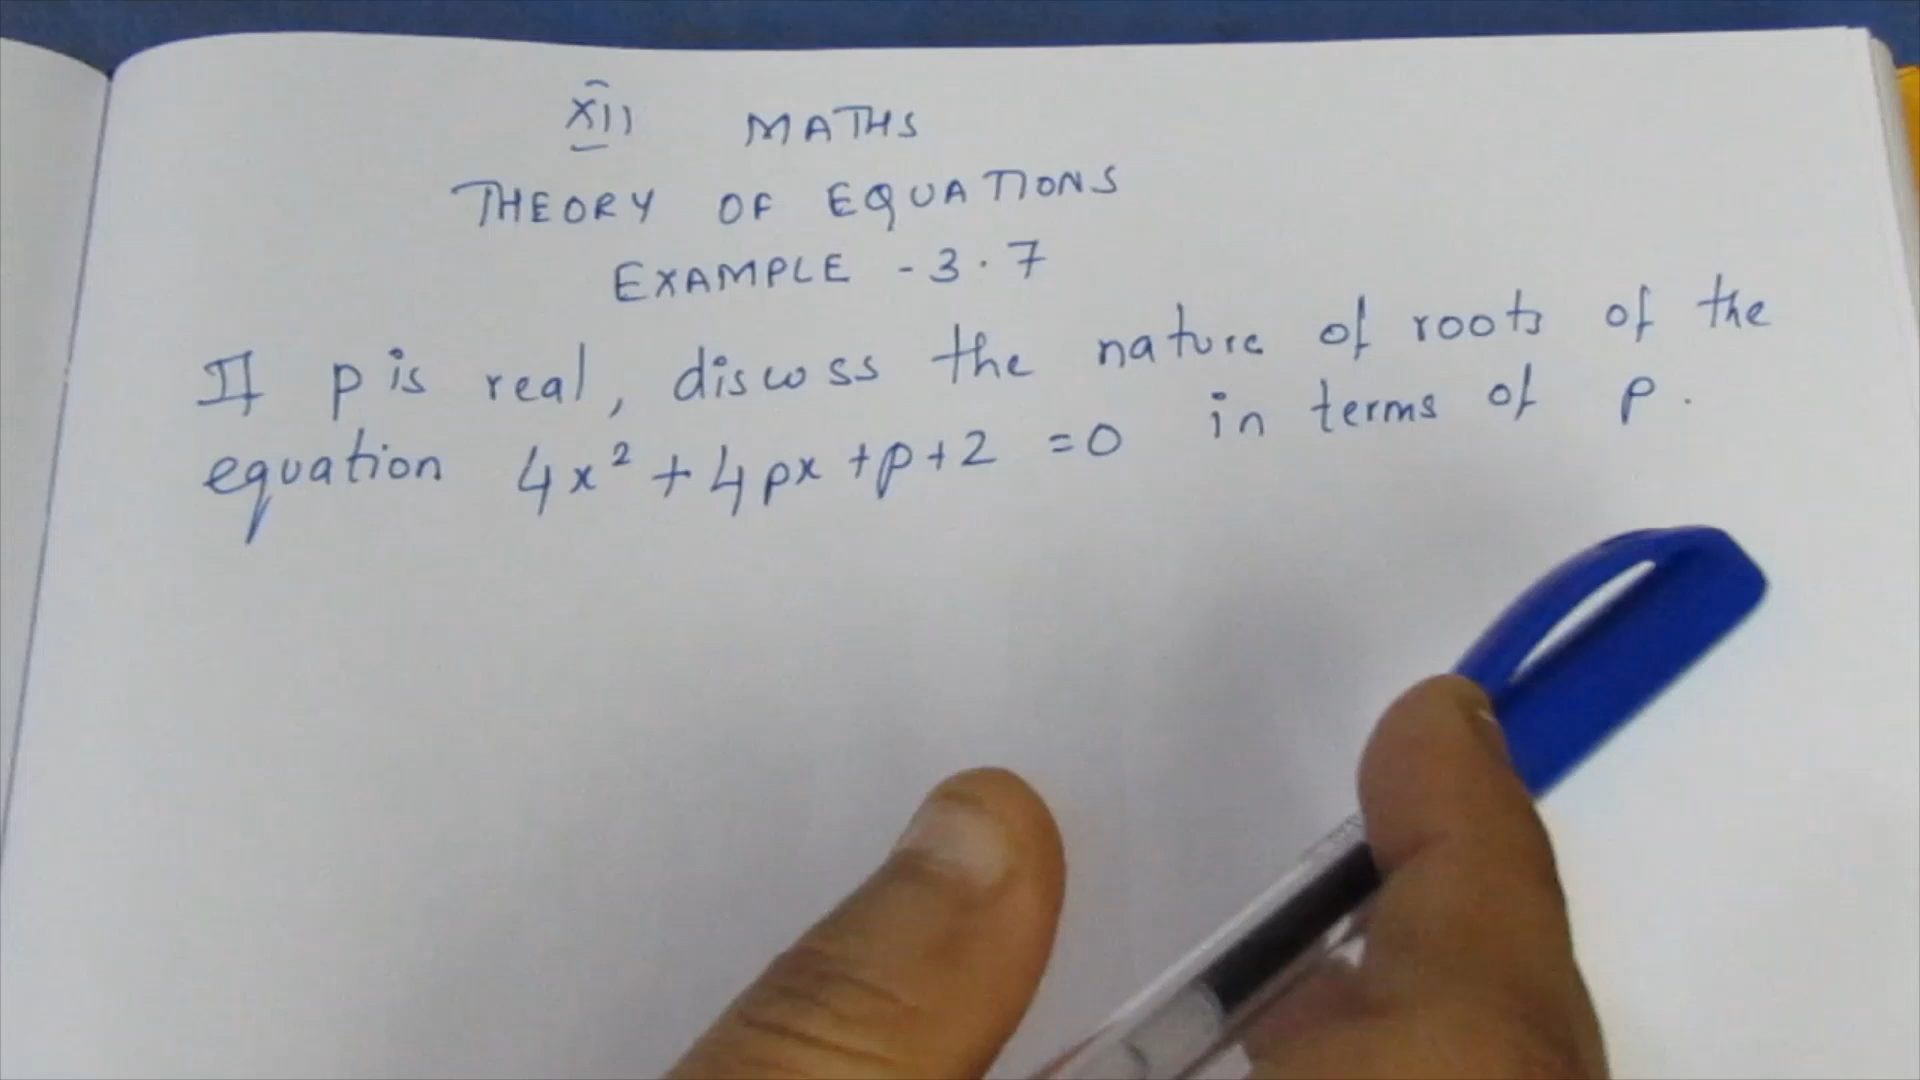 XII MATHS
THEORY OF EQUATIONS
EXAMPLE - 3.7
If p is real, discuss the nature of roots of the
equation 4x² + 4px + p + 2 = 0 in terms of p.